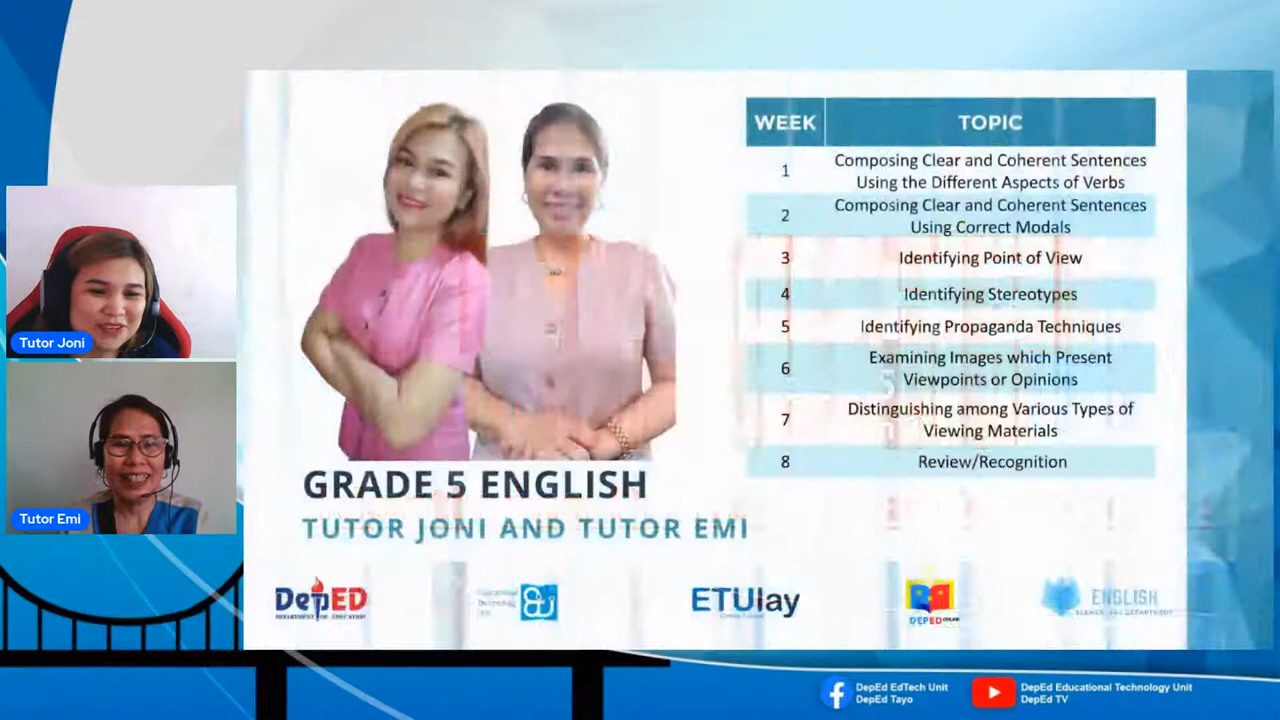 Tutor Joni
Tutor Emi
WEEK TOPIC
1 Composing Clear and Coherent Sentences
Using the Different Aspects of Verbs
2 Composing Clear and Coherent Sentences
Using Correct Modals
3 Identifying Point of View
4 Identifying Stereotypes
5 Identifying Propaganda Techniques
6 Examining Images which Present
Viewpoints or Opinions
7 Distinguishing among Various Types of
Viewing Materials
8 Review/Recognition
GRADE 5 ENGLISH
TUTOR JONI AND TUTOR EMI
DepED
DEPARTMENT OF EDUCATION
ETUlay
DEPED
ENGLISH
DepEd EdTech Unit
DepEd Tayo
DepEd Educational Technology Unit
DepEd TV